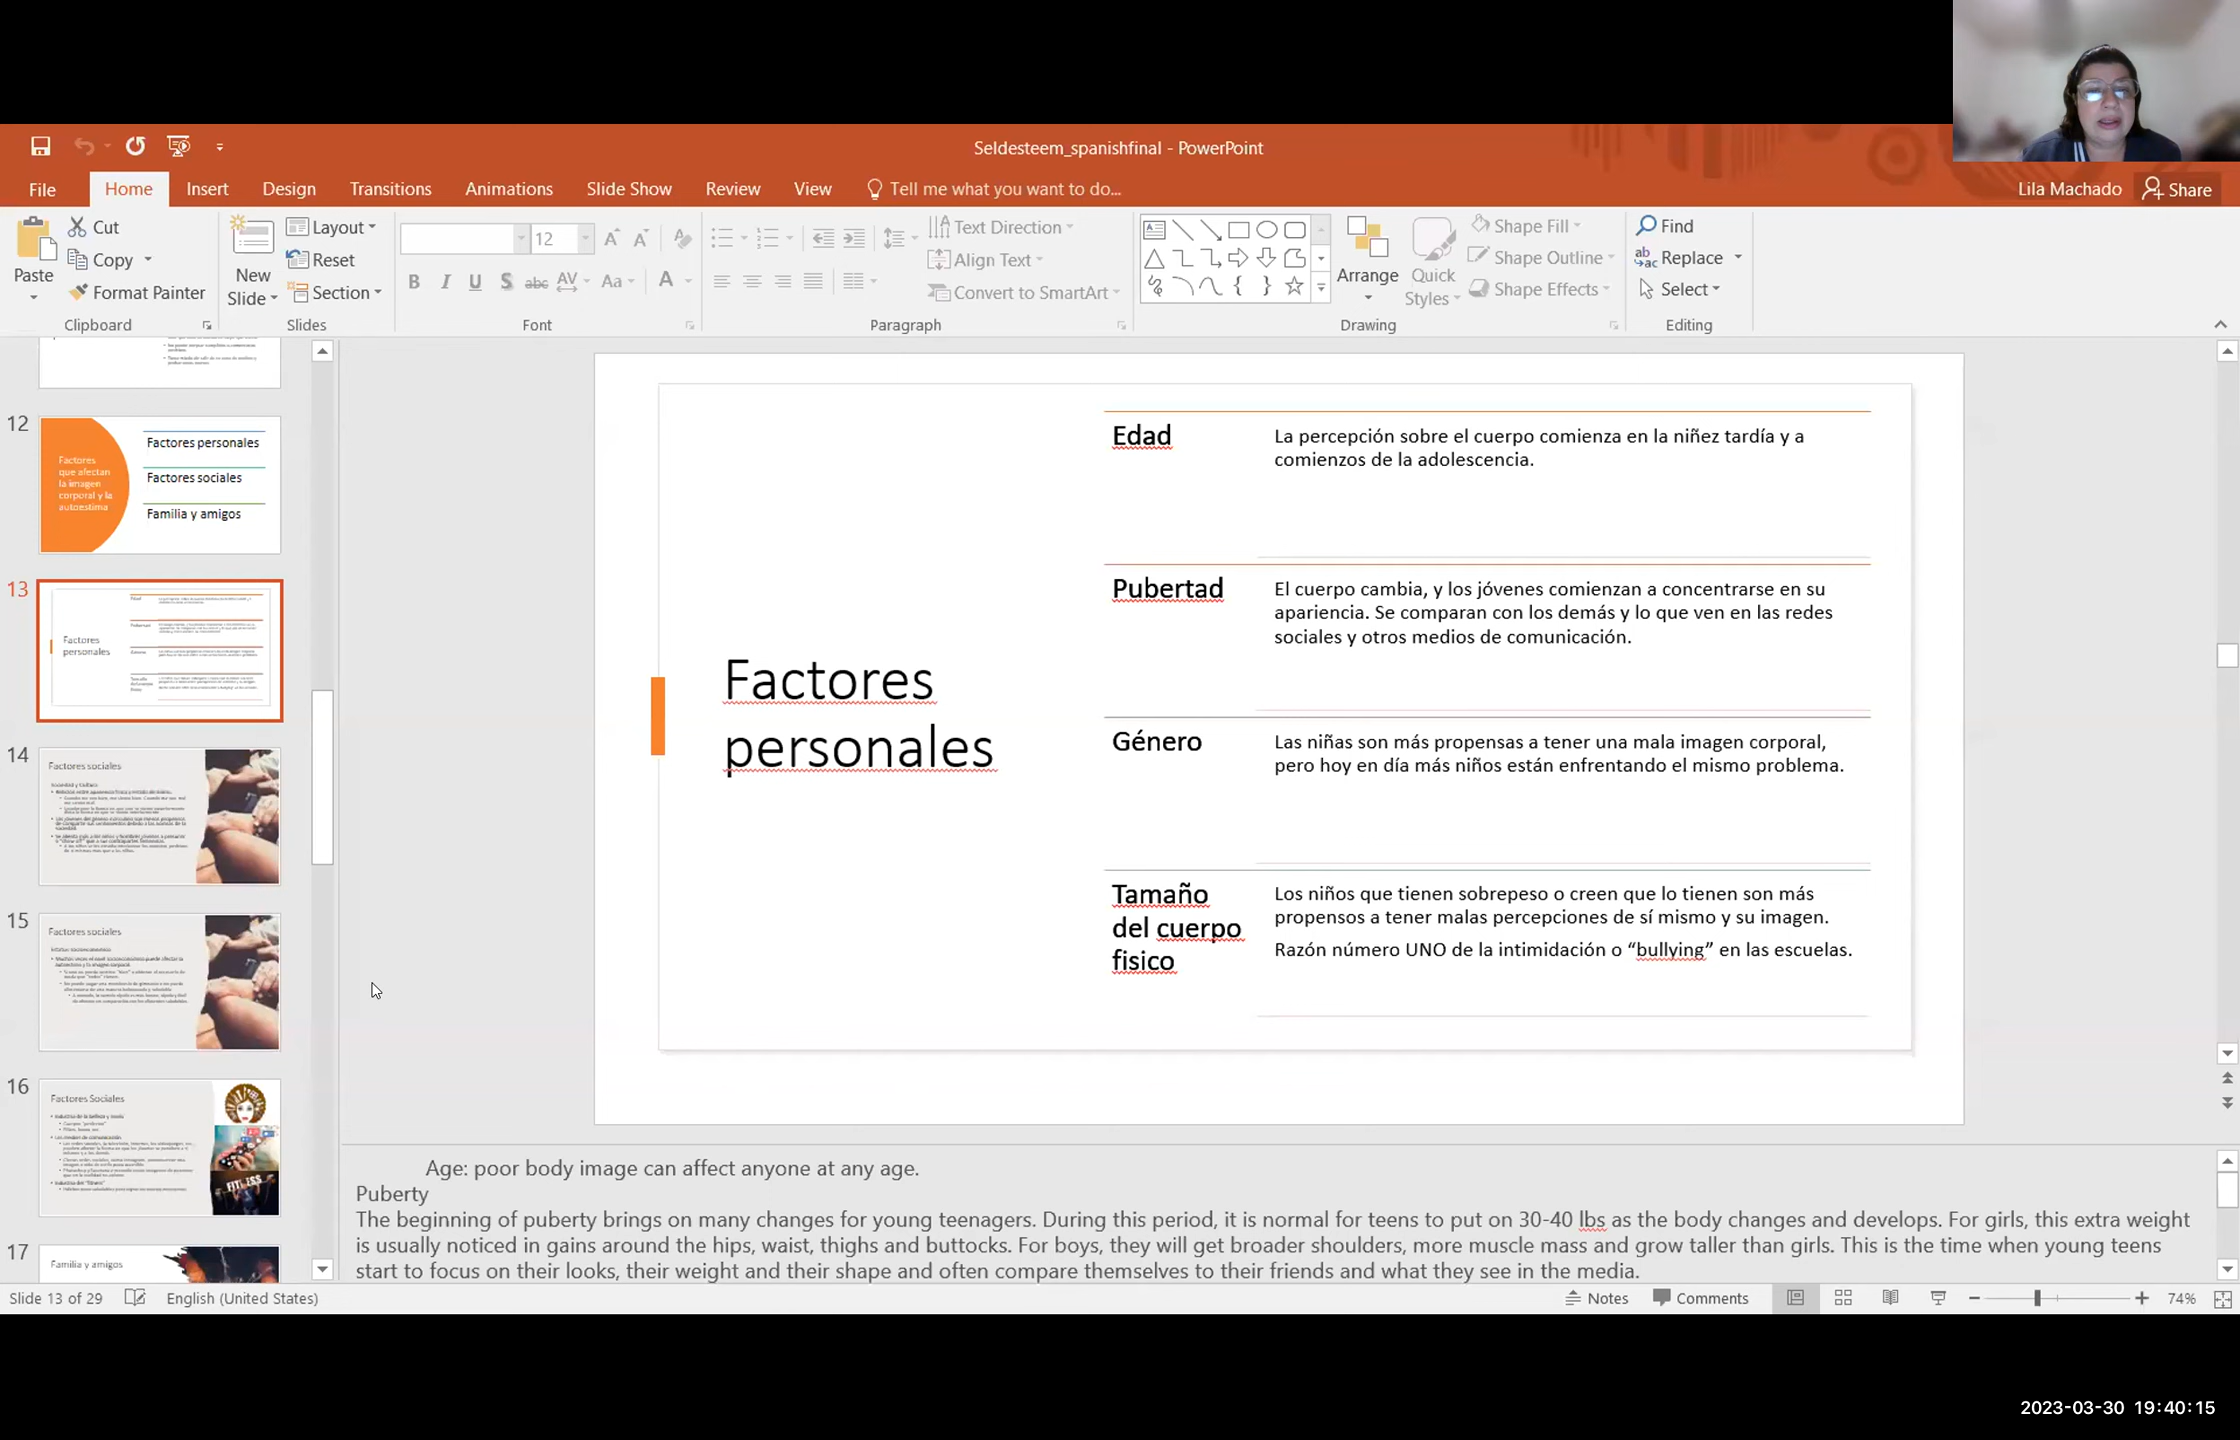 Seldesteem_spanishfinal - PowerPoint
File Home Insert Design Transitions Animations Slide Show Review View Tell me what you want to do... Lila Machado Share
Cut
Copy
Format Painter
Paste
Clipboard
New Slide
Layout
Reset
Section
Slides
12
B I U S abc AV Aa A
Font
Text Direction
Align Text
Convert to SmartArt
Paragraph
Arrange
Quick Styles
Shape Fill
Shape Outline
Shape Effects
Drawing
Find
Replace
Select
Editing
12
Factores
que afectan
la imagen
corporal y la
autoestima
Factores personales
Factores sociales
Familia y amigos
13
Factores
personales
14
Factores sociales
15
Factores sociales
16
Factores Sociales
FITNESS
17
Familia y amigos
Factores
personales
Edad
La percepción sobre el cuerpo comienza en la niñez tardía y a
comienzos de la adolescencia.
Pubertad
El cuerpo cambia, y los jóvenes comienzan a concentrarse en su
apariencia. Se comparan con los demás y lo que ven en las redes
sociales y otros medios de comunicación.
Género
Las niñas son más propensas a tener una mala imagen corporal,
pero hoy en día más niños están enfrentando el mismo problema.
Tamaño
del cuerpo
fisico
Los niños que tienen sobrepeso o creen que lo tienen son más
propensos a tener malas percepciones de sí mismo y su imagen.
Razón número UNO de la intimidación o “bullying” en las escuelas.
Age: poor body image can affect anyone at any age.
Puberty
The beginning of puberty brings on many changes for young teenagers. During this period, it is normal for teens to put on 30-40 lbs as the body changes and develops. For girls, this extra weight
is usually noticed in gains around the hips, waist, thighs and buttocks. For boys, they will get broader shoulders, more muscle mass and grow taller than girls. This is the time when young teens
start to focus on their looks, their weight and their shape and often compare themselves to their friends and what they see in the media.
Slide 13 of 29 English (United States) Notes Comments 74%
2023-03-30 19:40:15